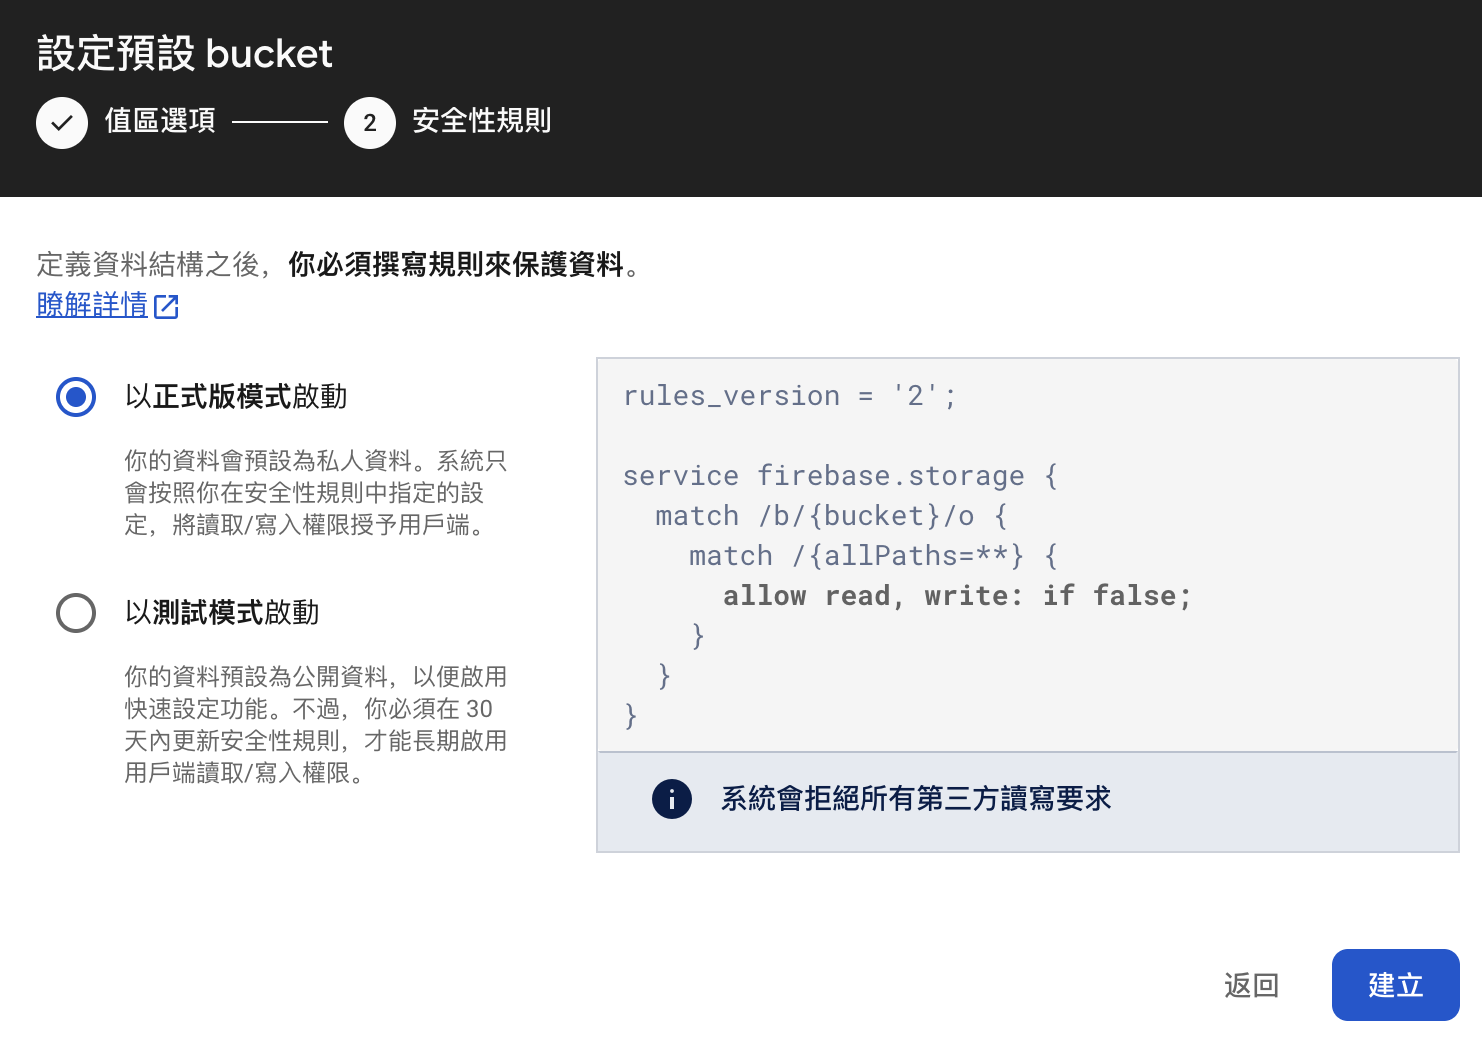 設定預設 bucket
值區選項
2 安全性規則
定義資料結構之後，你必須撰寫規則來保護資料。
瞭解詳情
以正式版模式啟動
你的資料會預設為私人資料。系統只
會按照你在安全性規則中指定的設
定，將讀取/寫入權限授予用戶端。
以測試模式啟動
你的資料預設為公開資料，以便啟用
快速設定功能。不過，你必須在 30
天內更新安全性規則，才能長期啟用
用戶端讀取/寫入權限。
rules_version = '2';
service firebase.storage {
  match /b/{bucket}/o {
    match /{allPaths=**} {
      allow read, write: if false;
    }
  }
}
系統會拒絕所有第三方讀寫要求
返回
建立